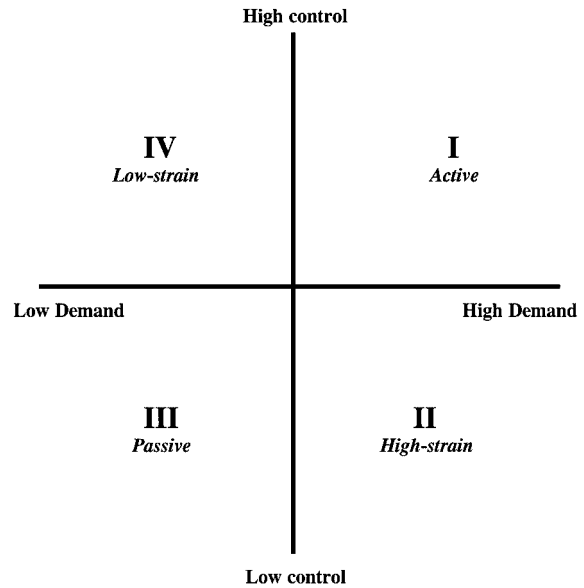 High control
IV
Low-strain
I
Active
Low Demand
High Demand
III
Passive
II
High-strain
Low control